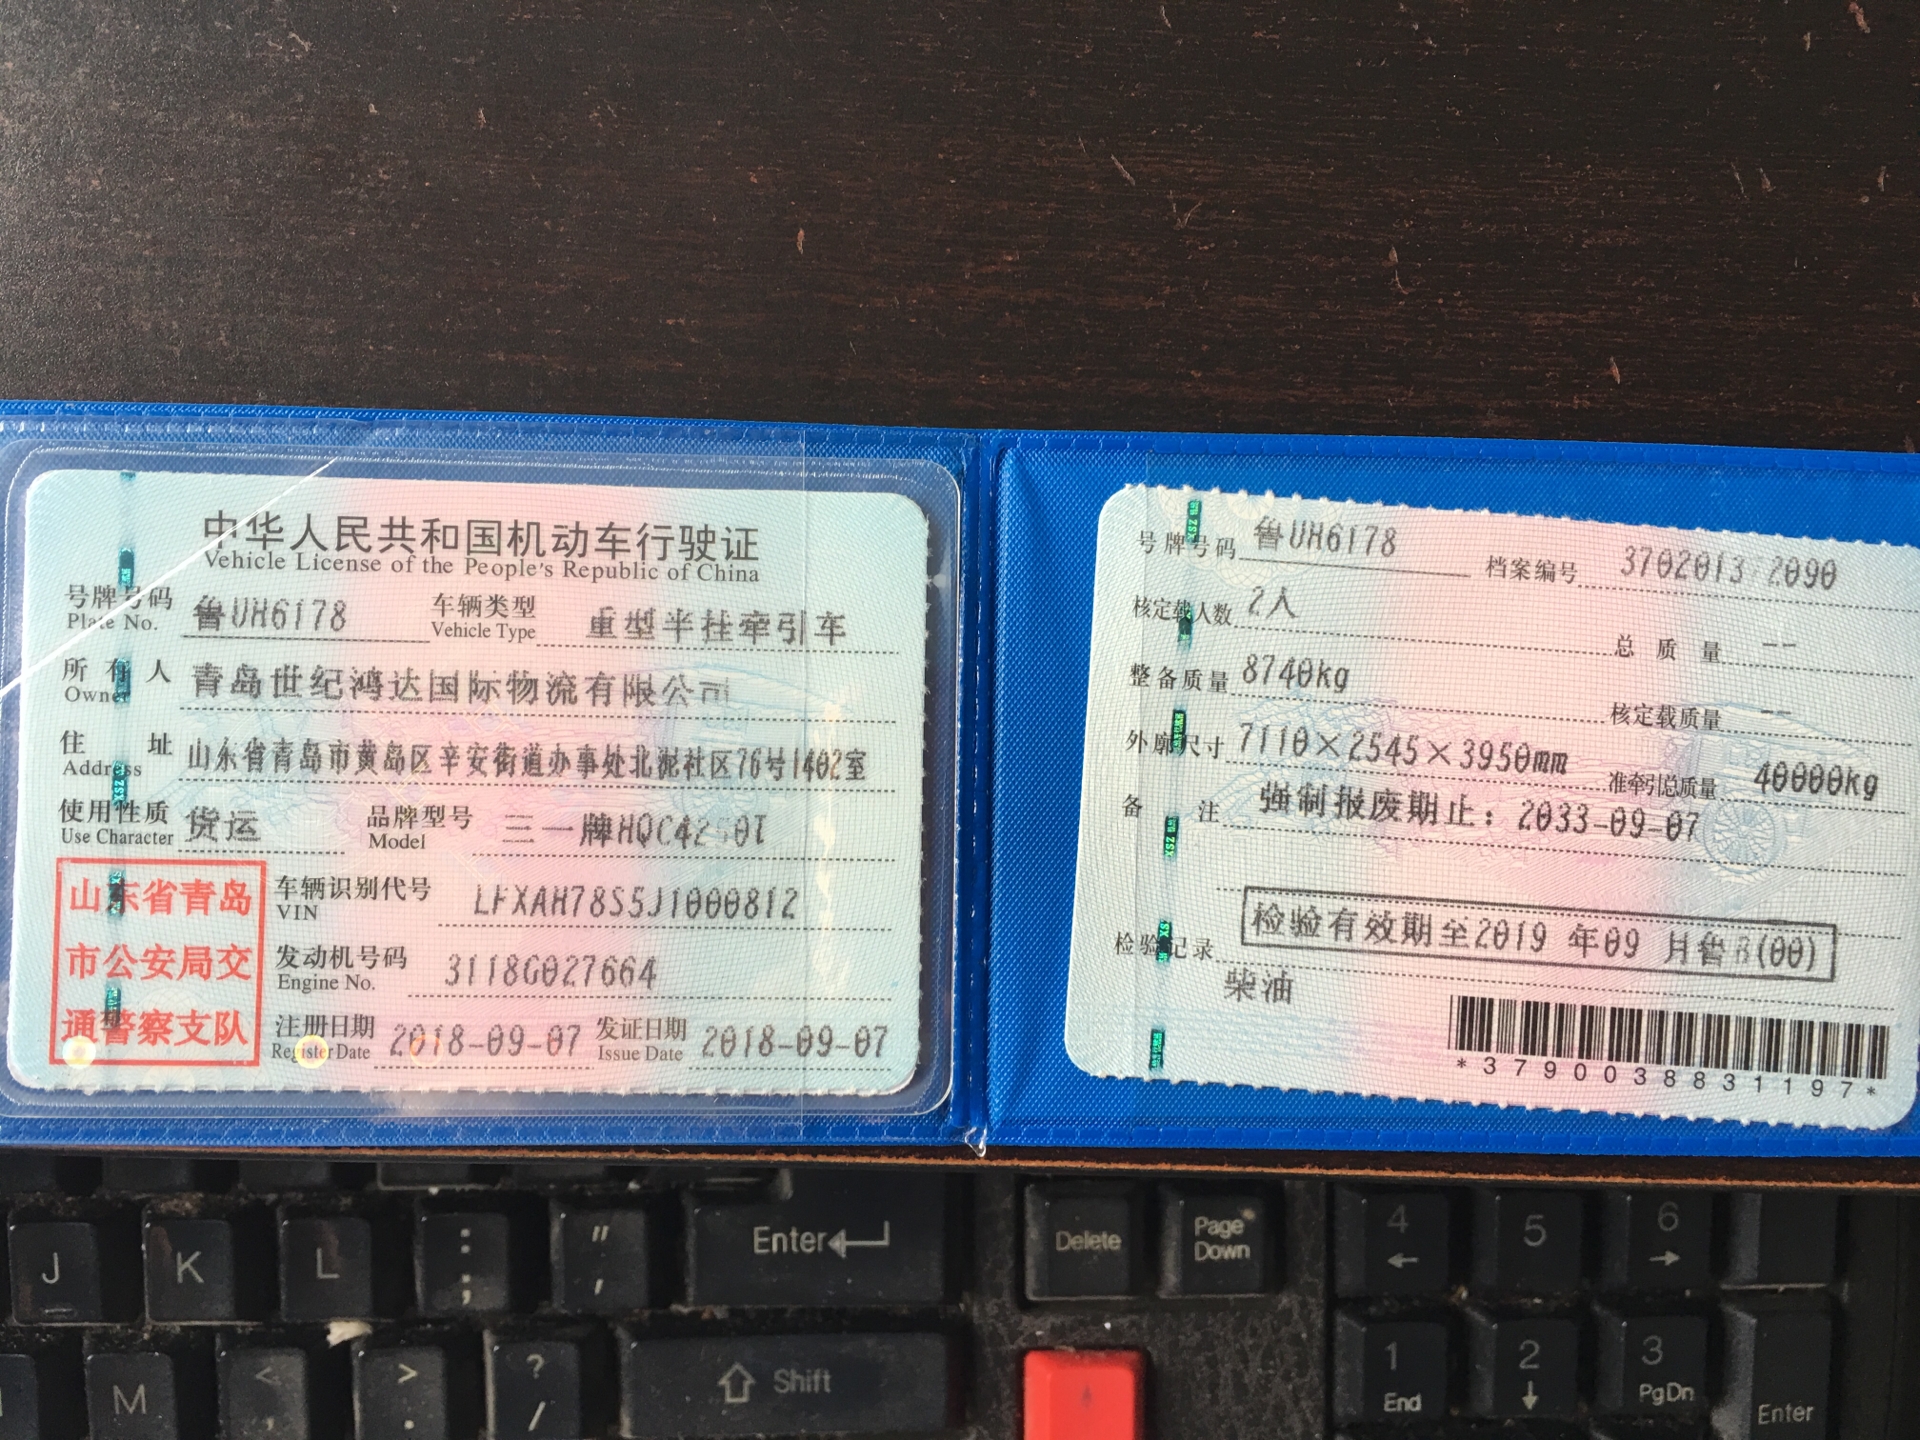 中华人民共和国机动车行驶证
Vehicle License of the People's Republic of China
号牌号码 鲁UH6178 车辆类型 重型半挂牵引车
Plate No. Vehicle Type
所有人 青岛世纪鸿达国际物流有限公司
Owner
住址 山东省青岛市黄岛区辛安街道办事处北泥社区76号1402室
Address
使用性质 货运 品牌型号 三一牌HQC4250T
Use Character Model
山东省青岛
市公安局交
通警察支队
车辆识别代号 LFXAH78S5J1000812
VIN
发动机号码 3118G027664
Engine No.
注册日期 2018-09-07 发证日期 2018-09-07
Register Date Issue Date
号牌号码 鲁UH6178 档案编号
核定载人数 2人 总质量 --
整备质量 8740kg 核定载质量 --
外廓尺寸 7110×2545×3950mm 准牵引总质量 40000kg
备注 强制报废期止：2033-09-07
检验记录 检验有效期至2019 年09 月鲁B(00)
柴油
*3790038831197*
J K L : ; " ' Enter Delete Page Down 4 5 6
M < , > . ? / Shift 1 End 2 3 PgDn Enter